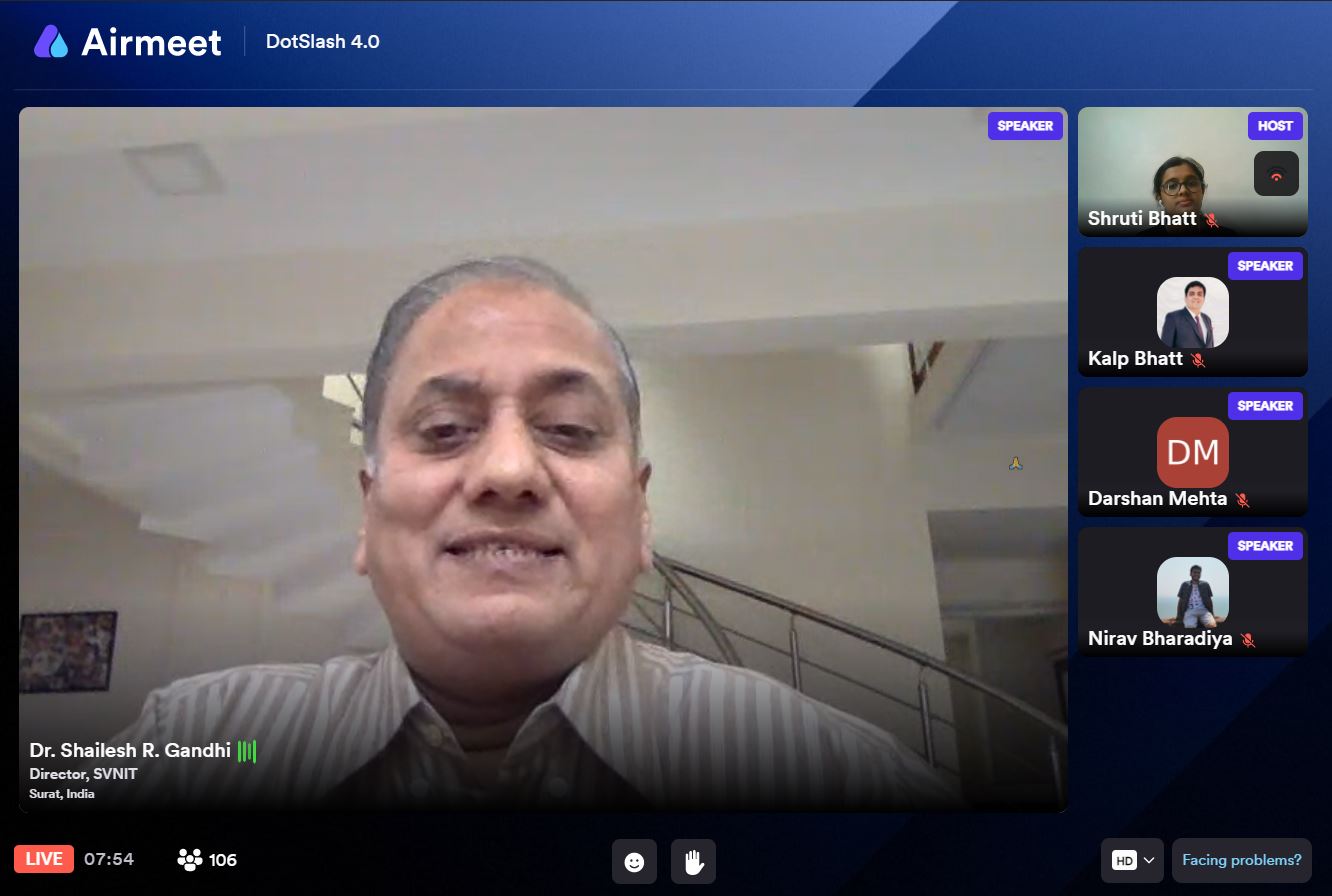 Airmeet
DotSlash 4.0
SPEAKER
Dr. Shailesh R. Gandhi
Director, SVNIT
Surat, India
HOST
Shruti Bhatt
SPEAKER
Kalp Bhatt
SPEAKER
DM
Darshan Mehta
SPEAKER
Nirav Bharadiya
LIVE 07:54 106
HD
Facing problems?